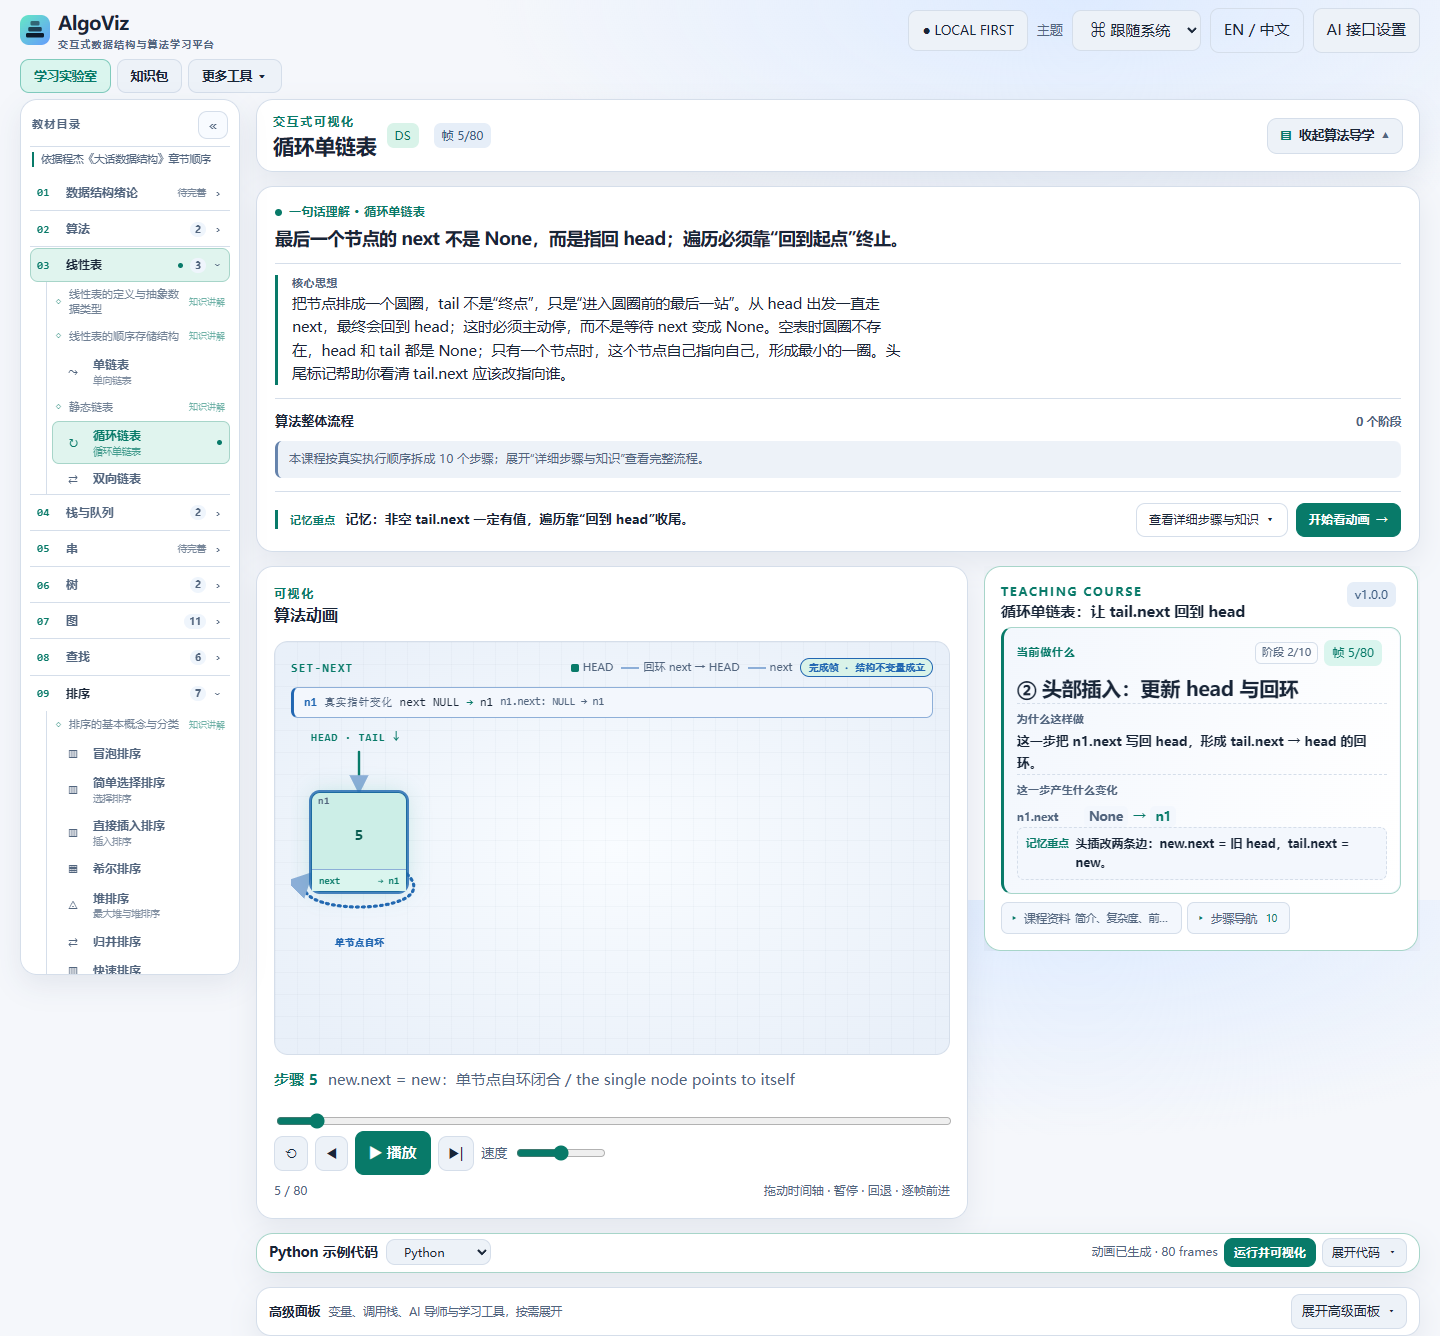 AlgoViz
交互式数据结构与算法学习平台
● LOCAL FIRST
主题
⌘ 跟随系统
EN / 中文
AI 接口设置
学习实验室
知识包
更多工具
教材目录
«
依据程杰《大话数据结构》章节顺序
01 数据结构绪论 待完善 ›
02 算法 2 ›
03 线性表 3
线性表的定义与抽象数据类型 知识讲解
线性表的顺序存储结构 知识讲解
单链表
单向链表
静态链表 知识讲解
循环链表
循环单链表
双向链表
04 栈与队列 2 ›
05 串 待完善 ›
06 树 2 ›
07 图 11 ›
08 查找 6 ›
09 排序 7
排序的基本概念与分类 知识讲解
冒泡排序
简单选择排序
选择排序
直接插入排序
插入排序
希尔排序
堆排序
最大堆与堆排序
归并排序
快速排序
交互式可视化
循环单链表
DS
帧 5/80
收起算法导学 ▲
一句话理解 • 循环单链表
最后一个节点的 next 不是 None，而是指回 head；遍历必须靠“回到起点”终止。
核心思想
把节点排成一个圆圈，tail 不是“终点”，只是“进入圆圈前的最后一站”。从 head 出发一直走
next，最终会回到 head；这时必须主动停，而不是等待 next 变成 None。空表时圆圈不存
在，head 和 tail 都是 None；只有一个节点时，这个节点自己指向自己，形成最小的一圈。头
尾标记帮助你看清 tail.next 应该改指向谁。
算法整体流程
0 个阶段
本课程按真实执行顺序拆成 10 个步骤；展开“详细步骤与知识”查看完整流程。
记忆重点 记忆：非空 tail.next 一定有值，遍历靠“回到 head”收尾。
查看详细步骤与知识
开始看动画 →
可视化
算法动画
SET-NEXT
HEAD
回环 next → HEAD
next
完成帧 · 结构不变量成立
n1 真实指针变化 next NULL → n1 n1.next: NULL → n1
HEAD · TAIL ↓
n1
5
next → n1
单节点自环
步骤 5 new.next = new：单节点自环闭合 / the single node points to itself
⟲
◀
▶ 播放
▶|
速度
5 / 80
拖动时间轴 · 暂停 · 回退 · 逐帧前进
TEACHING COURSE
循环单链表：让 tail.next 回到 head
v1.0.0
当前做什么
阶段 2/10
帧 5/80
② 头部插入：更新 head 与回环
为什么这样做
这一步把 n1.next 写回 head，形成 tail.next → head 的回
环。
这一步产生什么变化
n1.next None → n1
记忆重点 头插改两条边：new.next = 旧 head，tail.next =
new。
课程资料 简介、复杂度、前...
步骤导航 10
Python 示例代码
Python
动画已生成 · 80 frames
运行并可视化
展开代码
高级面板 变量、调用栈、AI 导师与学习工具，按需展开
展开高级面板